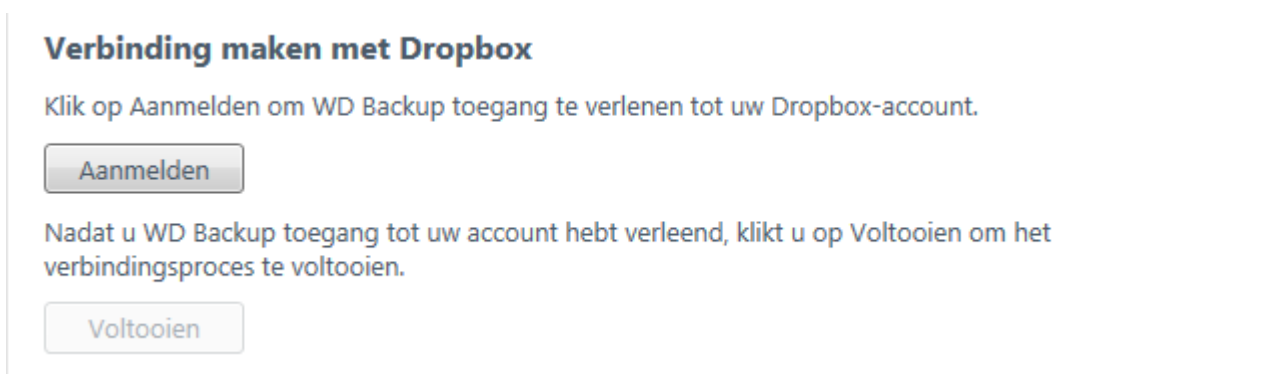 Verbinding maken met Dropbox
Klik op Aanmelden om WD Backup toegang te verlenen tot uw Dropbox-account.
Aanmelden
Nadat u WD Backup toegang tot uw account hebt verleend, klikt u op Voltooien om het
verbindingsproces te voltooien.
Voltooien